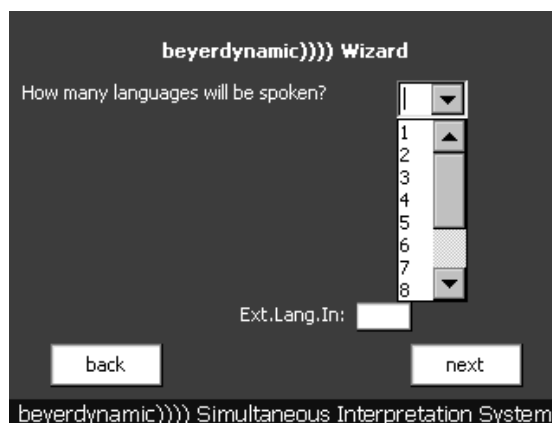 beyerdynamic)))) Wizard
How many languages will be spoken?
1
2
3
4
5
6
7
8
Ext.Lang.In:
back
next
beyerdynamic)))) Simultaneous Interpretation System